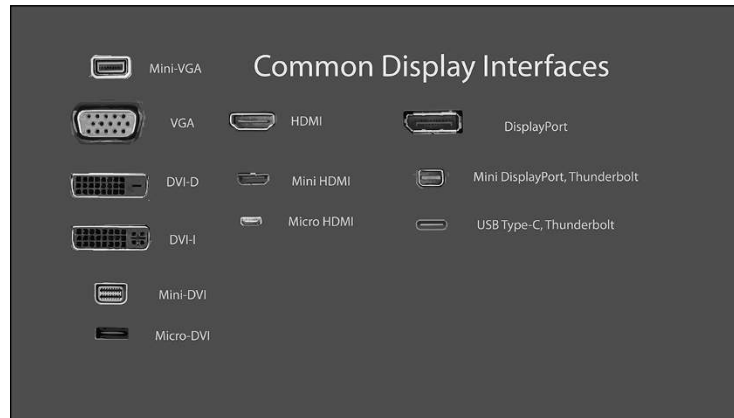 Common Display Interfaces
Mini-VGA
VGA
DVI-D
DVI-I
Mini-DVI
Micro-DVI
HDMI
Mini HDMI
Micro HDMI
DisplayPort
Mini DisplayPort, Thunderbolt
USB Type-C, Thunderbolt